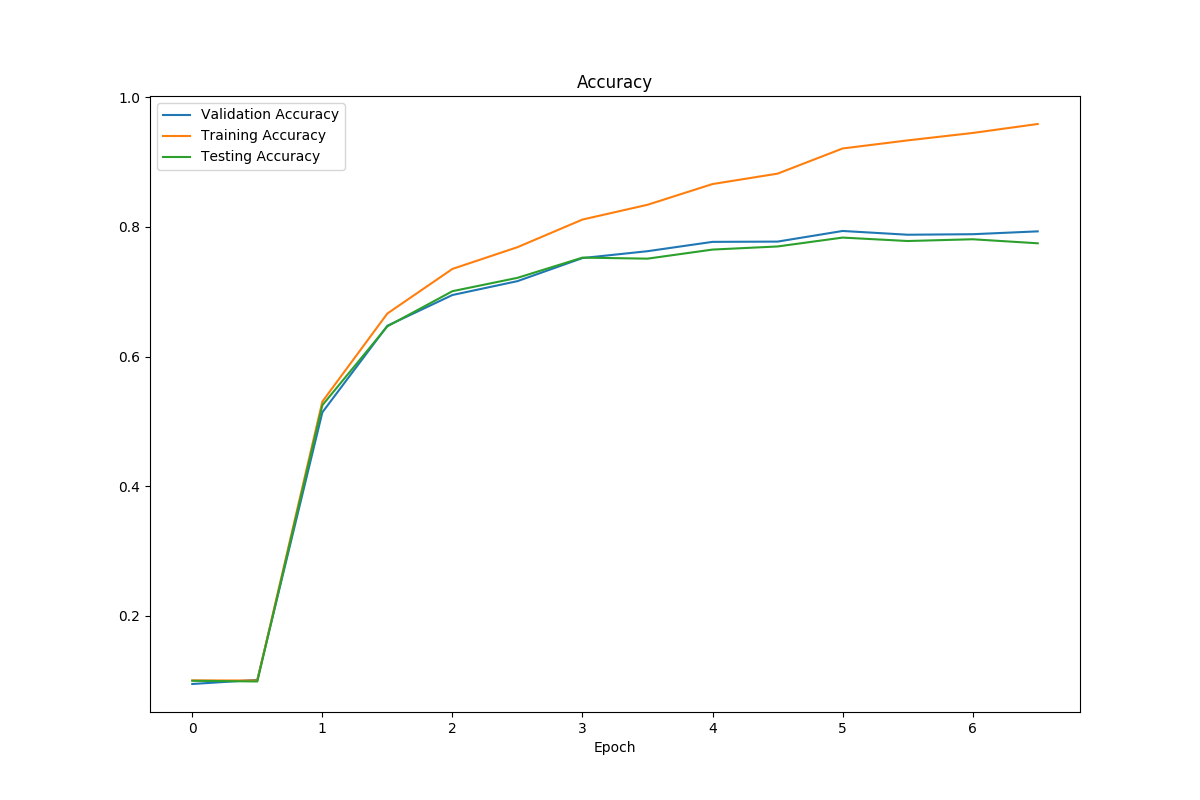 Accuracy
Validation Accuracy
Training Accuracy
Testing Accuracy
1.0
0.8
0.6
0.4
0.2
0 1 2 3 4 5 6
Epoch